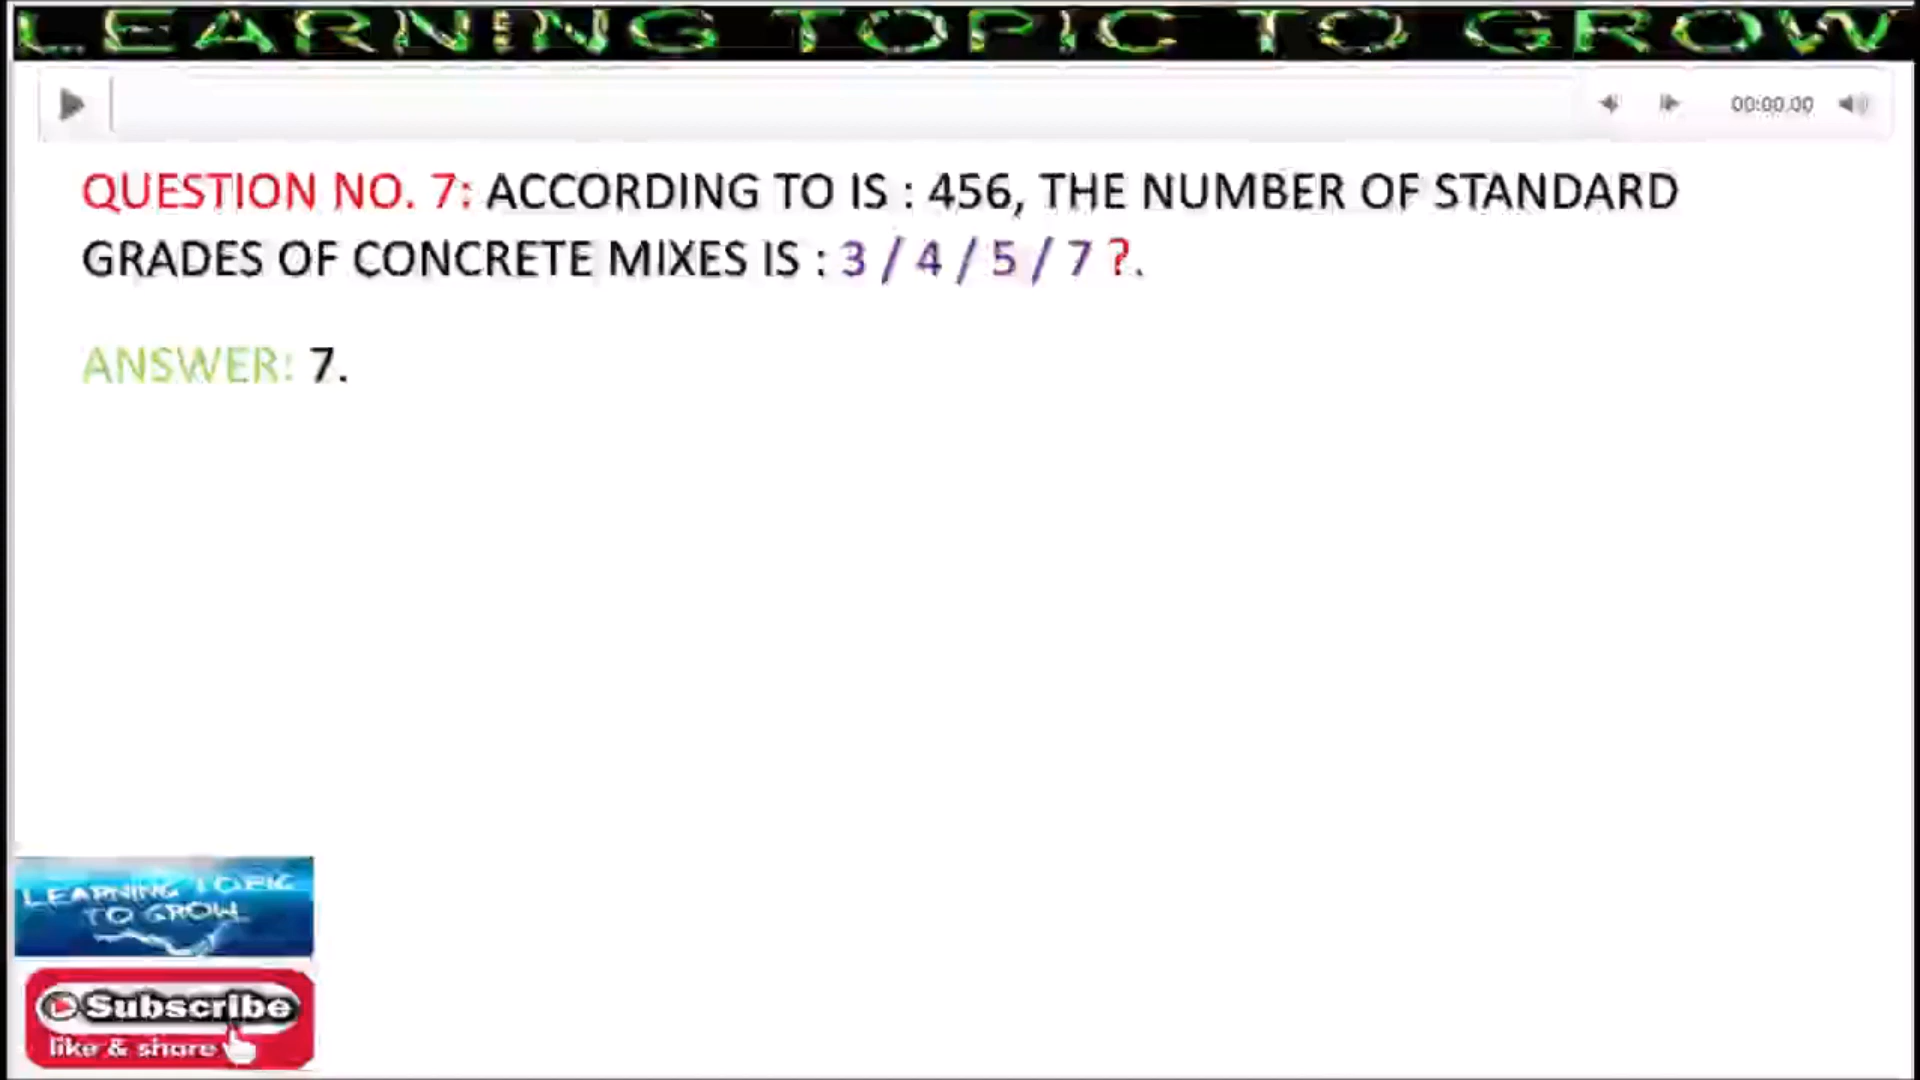 LEARNING TOPIC TO GROW
00:00.00
QUESTION NO. 7: ACCORDING TO IS : 456, THE NUMBER OF STANDARD
GRADES OF CONCRETE MIXES IS : 3 / 4 / 5 / 7 ?.
ANSWER: 7.
LEARNING TOPIC
TO GROW
Subscribe
like & share